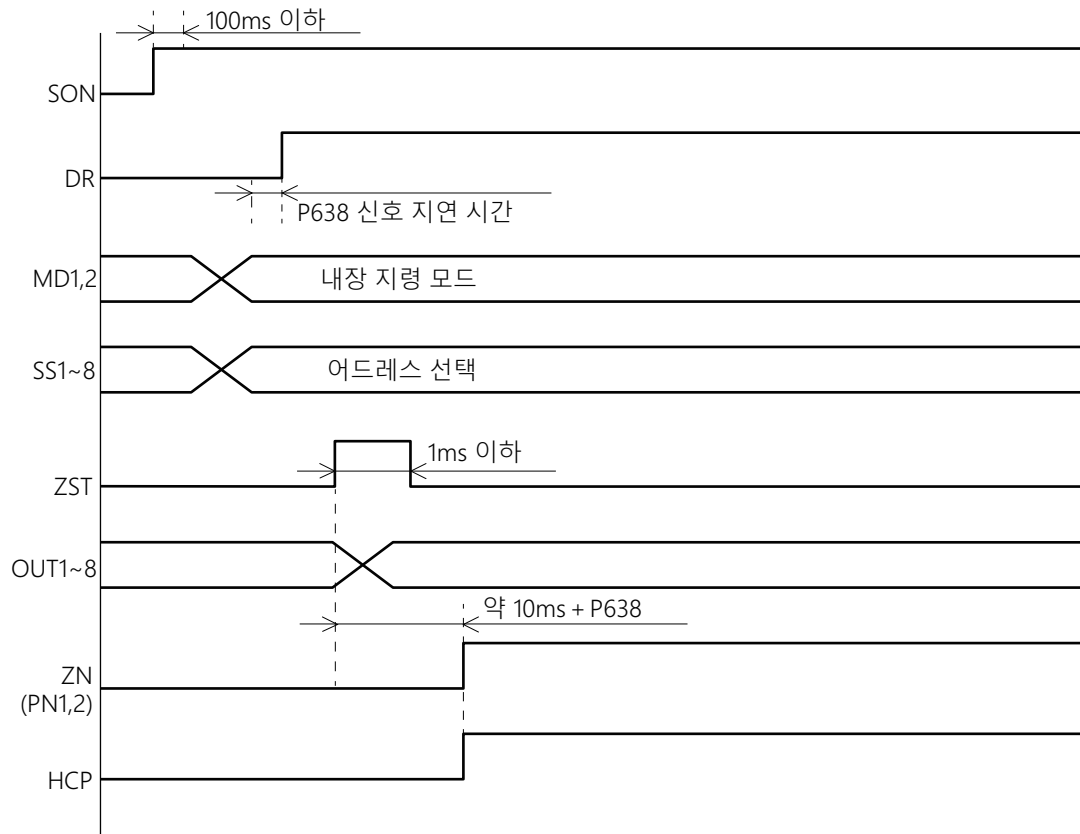 100ms 이하
SON
DR
P638 신호 지연 시간
MD1,2
내장 지령 모드
SS1~8
어드레스 선택
1ms 이하
ZST
OUT1~8
약 10ms + P638
ZN
(PN1,2)
HCP